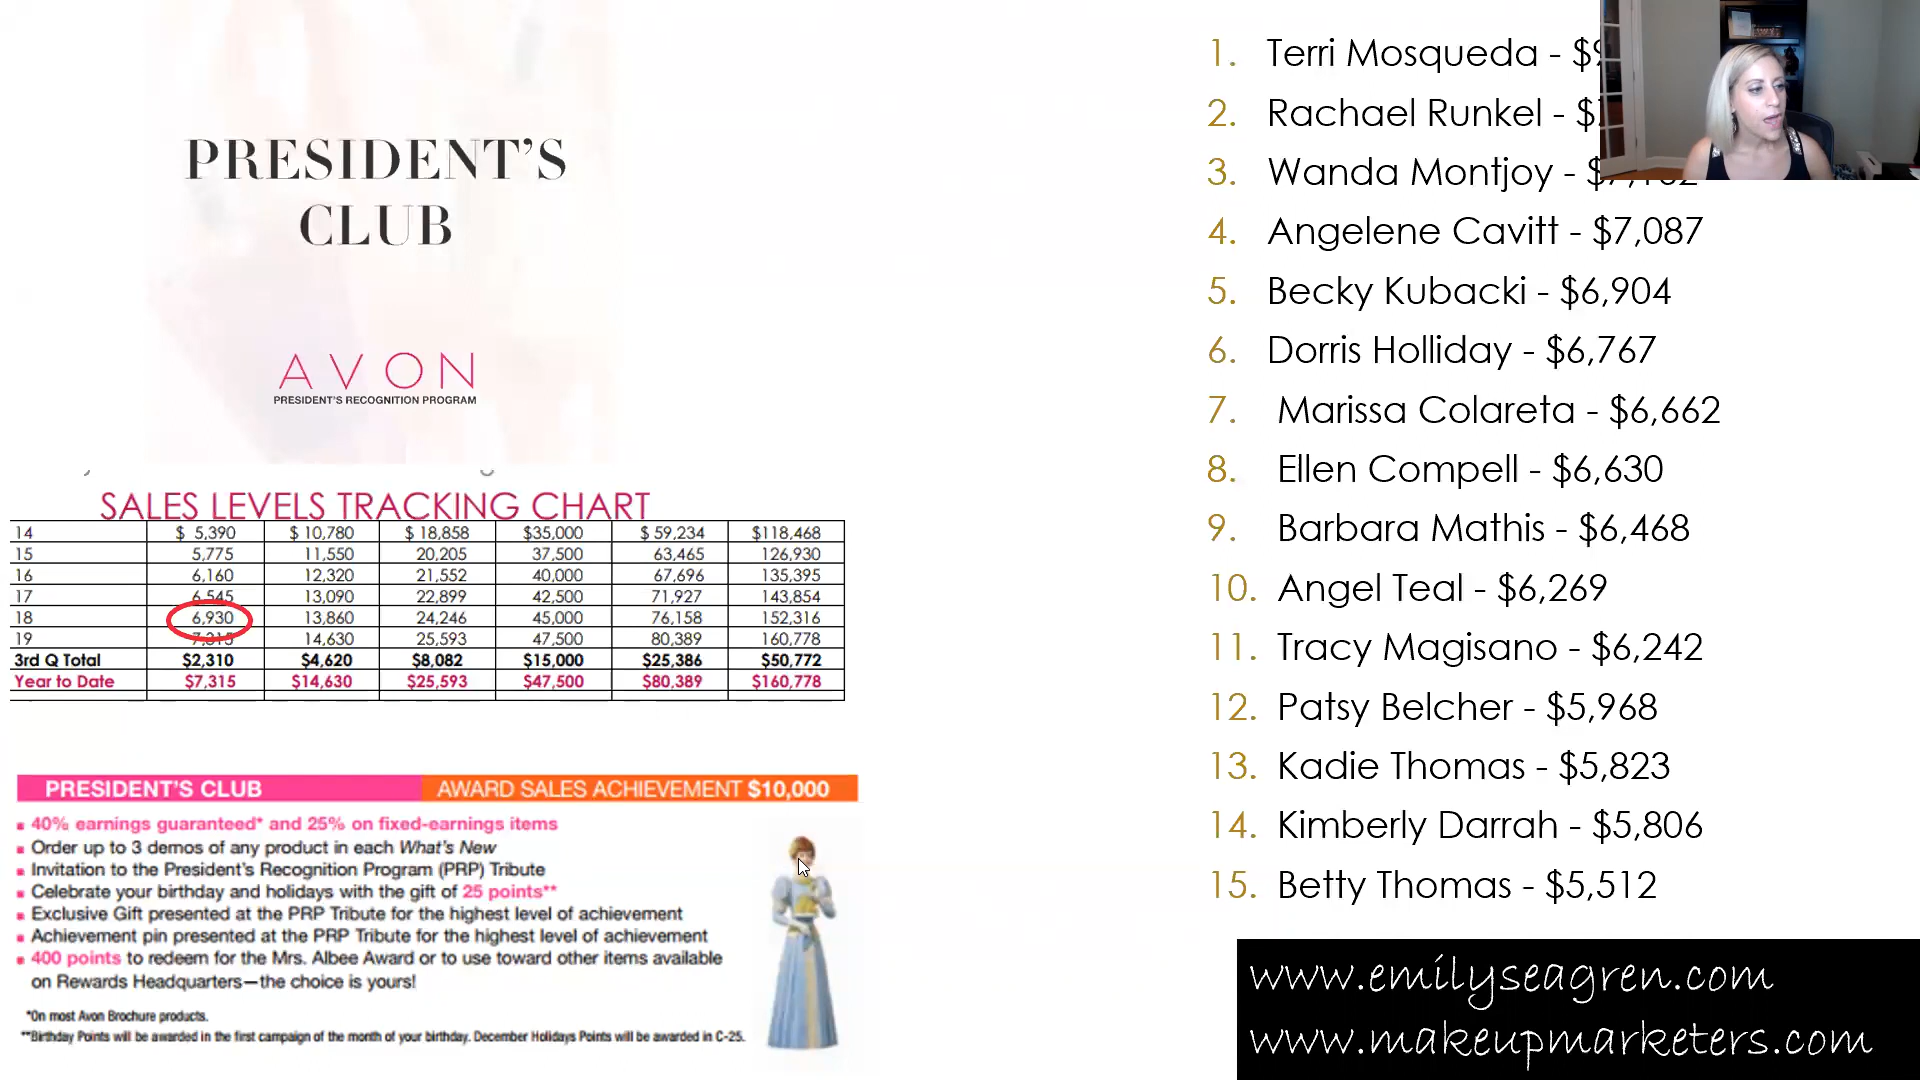 PRESIDENT'S
CLUB
AVON
PRESIDENT'S RECOGNITION PROGRAM
SALES LEVELS TRACKING CHART
14 $ 5,390 $ 10,780 $ 18,858 $35,000 $ 59,234 $118,468
15 5,775 11,550 20,205 37,500 63,465 126,930
16 6,160 12,320 21,552 40,000 67,696 135,395
17 6,545 13,090 22,899 42,500 71,927 143,854
18 6,930 13,860 24,246 45,000 76,158 152,316
19 7,315 14,630 25,593 47,500 80,389 160,778
3rd Q Total $2,310 $4,620 $8,082 $15,000 $25,386 $50,772
Year to Date $7,315 $14,630 $25,593 $47,500 $80,389 $160,778
PRESIDENT'S CLUB AWARD SALES ACHIEVEMENT $10,000
40% earnings guaranteed* and 25% on fixed-earnings items
Order up to 3 demos of any product in each What's New
Invitation to the President's Recognition Program (PRP) Tribute
Celebrate your birthday and holidays with the gift of 25 points**
Exclusive Gift presented at the PRP Tribute for the highest level of achievement
Achievement pin presented at the PRP Tribute for the highest level of achievement
400 points to redeem for the Mrs. Albee Award or to use toward other items available
on Rewards Headquarters—the choice is yours!
*On most Avon Brochure products.
**Birthday Points will be awarded in the first campaign of the month of your birthday. December Holidays Points will be awarded in C-25.
1. Terri Mosqueda - $
2. Rachael Runkel - $
3. Wanda Montjoy - $
4. Angelene Cavitt - $7,087
5. Becky Kubacki - $6,904
6. Dorris Holliday - $6,767
7. Marissa Colareta - $6,662
8. Ellen Compell - $6,630
9. Barbara Mathis - $6,468
10. Angel Teal - $6,269
11. Tracy Magisano - $6,242
12. Patsy Belcher - $5,968
13. Kadie Thomas - $5,823
14. Kimberly Darrah - $5,806
15. Betty Thomas - $5,512
www.emilyseagren.com
www.makeupmarketers.com